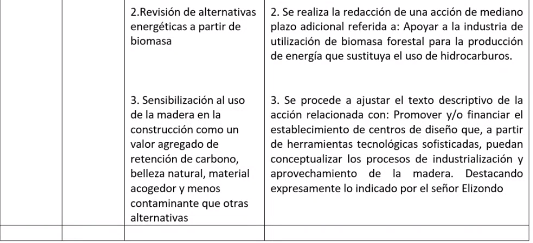 2.Revisión de alternativas
energéticas a partir de
biomasa
2. Se realiza la redacción de una acción de mediano
plazo adicional referida a: Apoyar a la industria de
utilización de biomasa forestal para la producción
de energía que sustituya el uso de hidrocarburos.
3. Sensibilización al uso
de la madera en la
construcción como un
valor agregado de
retención de carbono,
belleza natural, material
acogedor y menos
contaminante que otras
alternativas
3. Se procede a ajustar el texto descriptivo de la
acción relacionada con: Promover y/o financiar el
establecimiento de centros de diseño que, a partir
de herramientas tecnológicas sofisticadas, puedan
conceptualizar los procesos de industrialización y
aprovechamiento de la madera. Destacando
expresamente lo indicado por el señor Elizondo